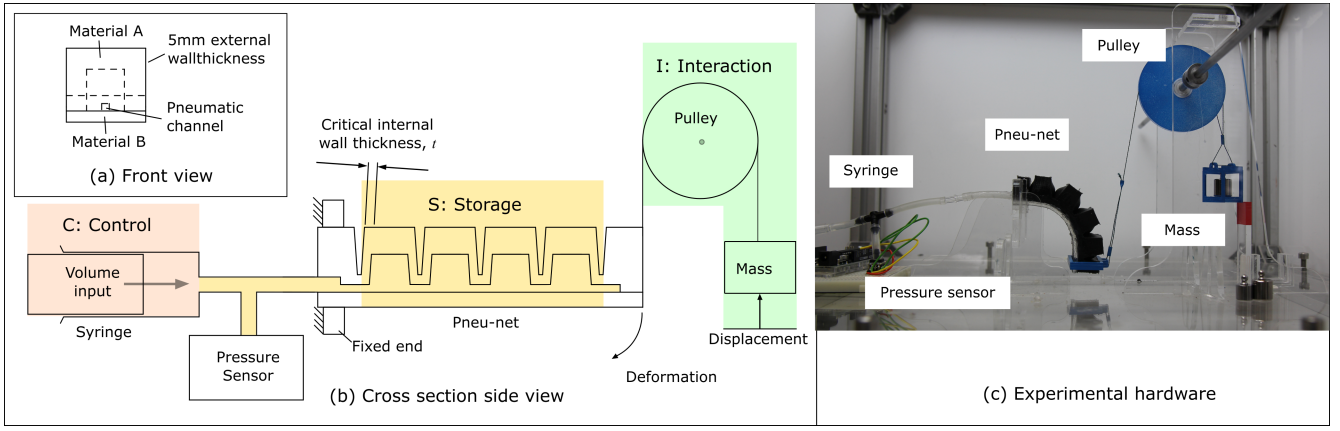 Material A
5mm external
wallthickness
Pneumatic
channel
Material B
(a) Front view
C: Control
Volume
input
Syringe
Pressure
Sensor
Critical internal
wall thickness, t
S: Storage
Pneu-net
Fixed end
Deformation
(b) Cross section side view
I: Interaction
Pulley
Mass
Displacement
Pulley
Pneu-net
Syringe
Mass
Pressure sensor
(c) Experimental hardware